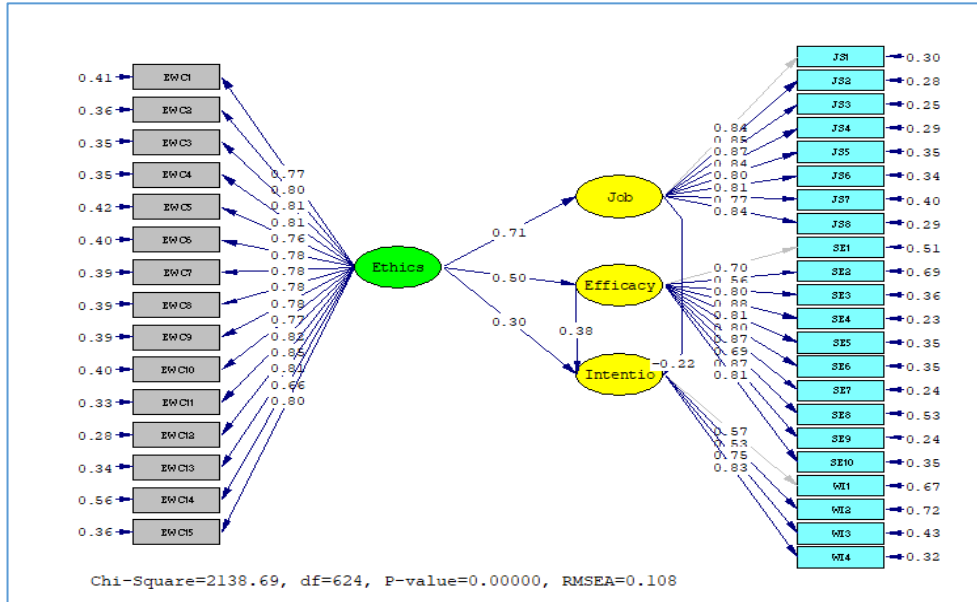 0.41 EWC1
0.36 EWC2
0.35 EWC3
0.35 EWC4
0.42 EWC5
0.40 EWC6
0.39 EWC7
0.39 EWC8
0.39 EWC9
0.40 EWC10
0.33 EWC11
0.28 EWC12
0.34 EWC13
0.56 EWC14
0.36 EWC15
0.77
0.80
0.81
0.81
0.76
0.78
0.78
0.78
0.79
0.77
0.82
0.85
0.81
0.66
0.80
Ethics
0.71
0.50
0.30
Job
Efficacy
0.38
Intentio
-0.22
0.84
0.85
0.87
0.84
0.80
0.81
0.77
0.84
0.70
0.56
0.80
0.88
0.81
0.80
0.87
0.69
0.87
0.81
0.57
0.53
0.75
0.83
JS1 0.30
JS2 0.28
JS3 0.25
JS4 0.29
JS5 0.35
JS6 0.34
JS7 0.40
JS8 0.29
SE1 0.51
SE2 0.69
SE3 0.36
SE4 0.23
SE5 0.35
SE6 0.35
SE7 0.24
SE8 0.53
SE9 0.24
SE10 0.35
WI1 0.67
WI2 0.72
WI3 0.43
WI4 0.32
Chi-Square=2138.69, df=624, P-value=0.00000, RMSEA=0.108